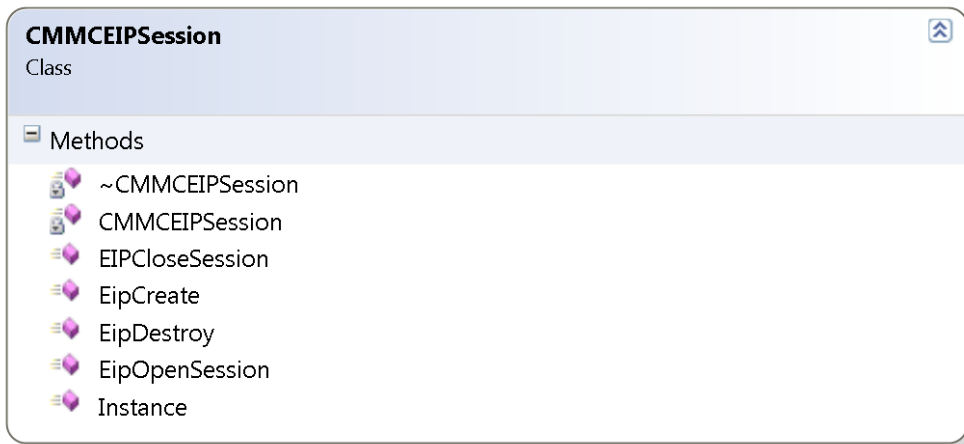 CMMCEIPSession
Class
Methods
~CMMCEIPSession
CMMCEIPSession
EIPCloseSession
EipCreate
EipDestroy
EipOpenSession
Instance